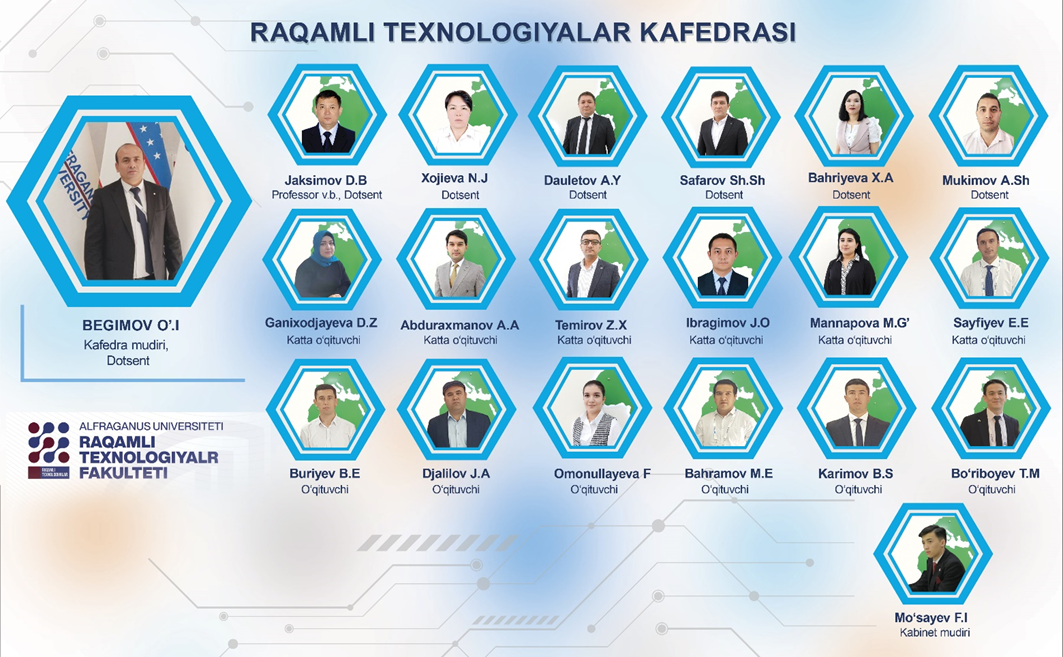 RAQAMLI TEXNOLOGIYALAR KAFEDRASI
BEGIMOV O’.I
Kafedra mudiri,
Dotsent
Jaksimov D.B
Professor v.b., Dotsent
Xojieva N.J
Dotsent
Dauletov A.Y
Dotsent
Safarov Sh.Sh
Dotsent
Bahriyeva X.A
Dotsent
Mukimov A.Sh
Dotsent
Ganixodjayeva D.Z
Katta o'qituvchi
Abduraxmanov A.A
Katta o'qituvchi
Temirov Z.X
Katta o'qituvchi
Ibragimov J.O
Katta o'qituvchi
Mannapova M.G’
Katta o'qituvchi
Sayfiyev E.E
Katta o'qituvchi
Buriyev B.E
O'qituvchi
Djalilov J.A
O'qituvchi
Omonullayeva F
O'qituvchi
Bahramov M.E
O'qituvchi
Karimov B.S
O'qituvchi
Bo‘riboyev T.M
O'qituvchi
Mo‘sayev F.I
Kabinet mudiri
ALFRAGANUS UNIVERSITETI
RAQAMLI
TEXNOLOGIYALR
FAKULTETI